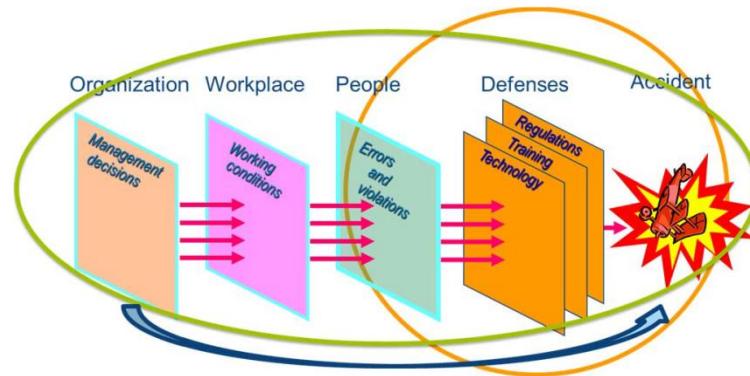 Organization
Workplace
People
Defenses
Accident
Management
decisions
Working
conditions
Errors
and
violations
Regulations
Training
Technology